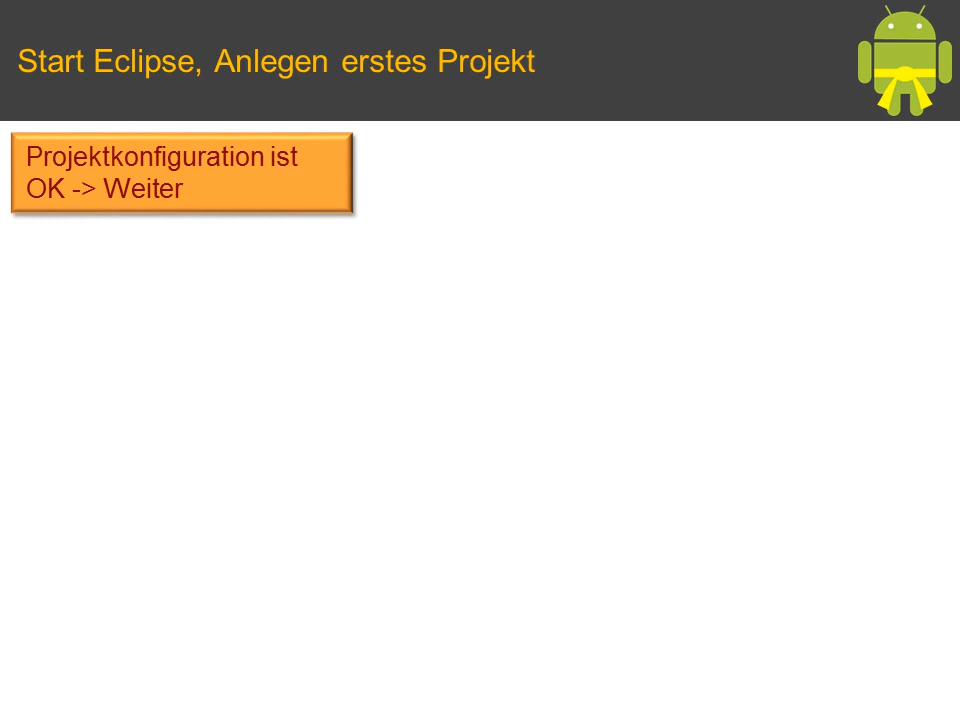 Start Eclipse, Anlegen erstes Projekt
Projektkonfiguration ist
OK -> Weiter